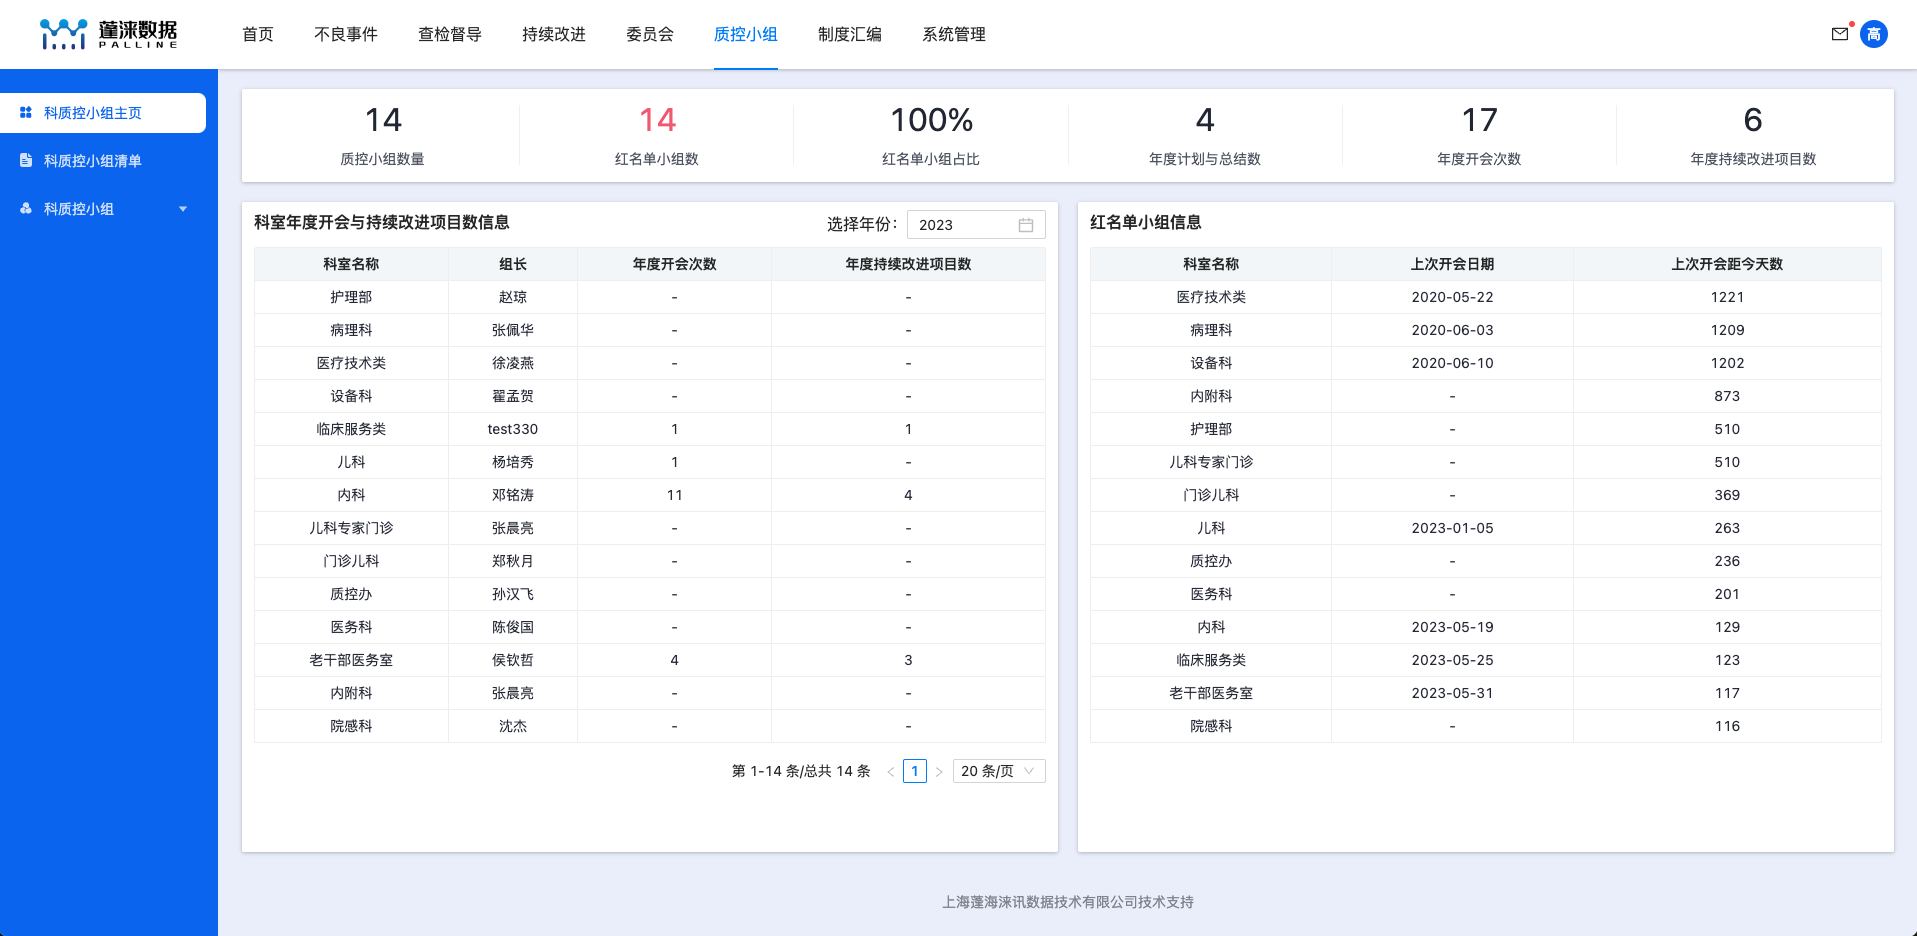 蓬涞数据
PALLINE
首页 不良事件 查检督导 持续改进 委员会 质控小组 制度汇编 系统管理
高
科质控小组主页
科质控小组清单
科质控小组
14 14 100% 4 17 6
质控小组数量 红名单小组数 红名单小组占比 年度计划与总结数 年度开会次数 年度持续改进项目数
科室年度开会与持续改进项目数信息
选择年份： 2023
科室名称 组长 年度开会次数 年度持续改进项目数
护理部 赵琼 - -
病理科 张佩华 - -
医疗技术类 徐凌燕 - -
设备科 翟孟贺 - -
临床服务类 test330 1 1
儿科 杨培秀 1 -
内科 邓铭涛 11 4
儿科专家门诊 张晨亮 - -
门诊儿科 郑秋月 - -
质控办 孙汉飞 - -
医务科 陈俊国 - -
老干部医务室 侯钦哲 4 3
内附科 张晨亮 - -
院感科 沈杰 - -
第 1-14 条/总共 14 条 < 1 > 20 条/页
红名单小组信息
科室名称 上次开会日期 上次开会距今天数
医疗技术类 2020-05-22 1221
病理科 2020-06-03 1209
设备科 2020-06-10 1202
内附科 - 873
护理部 - 510
儿科专家门诊 - 510
门诊儿科 - 369
儿科 2023-01-05 263
质控办 - 236
医务科 - 201
内科 2023-05-19 129
临床服务类 2023-05-25 123
老干部医务室 2023-05-31 117
院感科 - 116
上海蓬海涞讯数据技术有限公司技术支持